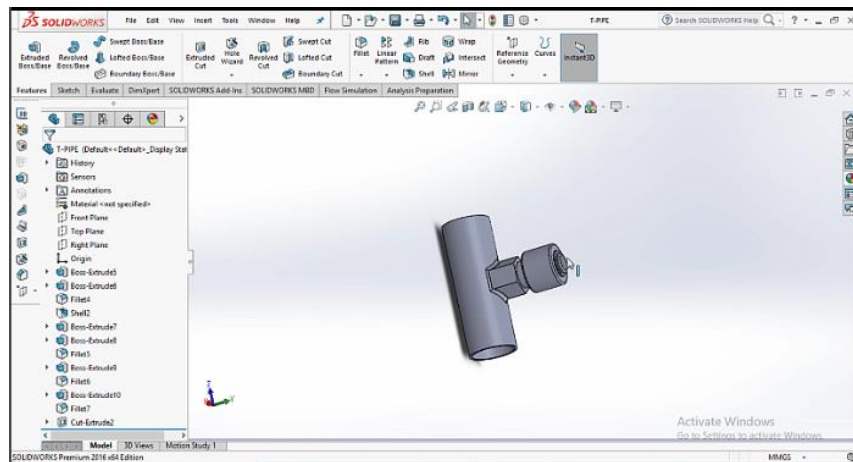 SOLIDWORKS File Edit View Insert Tools Window Help T-PIPE Search SOLIDWORKS Help
Extruded Boss/Base
Revolved Boss/Base
Swept Boss/Base
Lofted Boss/Base
Boundary Boss/Base
Extruded Cut
Hole Wizard
Revolved Cut
Swept Cut
Lofted Cut
Boundary Cut
Fillet
Linear Pattern
Rib
Draft
Shell
Wrap
Intersect
Mirror
Reference Geometry
Curves
Instant3D
Features Sketch Evaluate DimXpert SOLIDWORKS Add-Ins SOLIDWORKS MBD Flow Simulation Analysis Preparation
T-PIPE (Default<<Default>_Display Stat
History
Sensors
Annotations
Material <not specified>
Front Plane
Top Plane
Right Plane
Origin
Boss-Extrude5
Boss-Extrude6
Fillet4
Shell2
Boss-Extrude7
Boss-Extrude8
Fillet5
Boss-Extrude9
Fillet6
Boss-Extrude10
Fillet7
Cut-Extrude2
Activate Windows
Go to Settings to activate Windows.
Model 3D Views Motion Study 1
SOLIDWORKS Premium 2016 x64 Edition MMGS